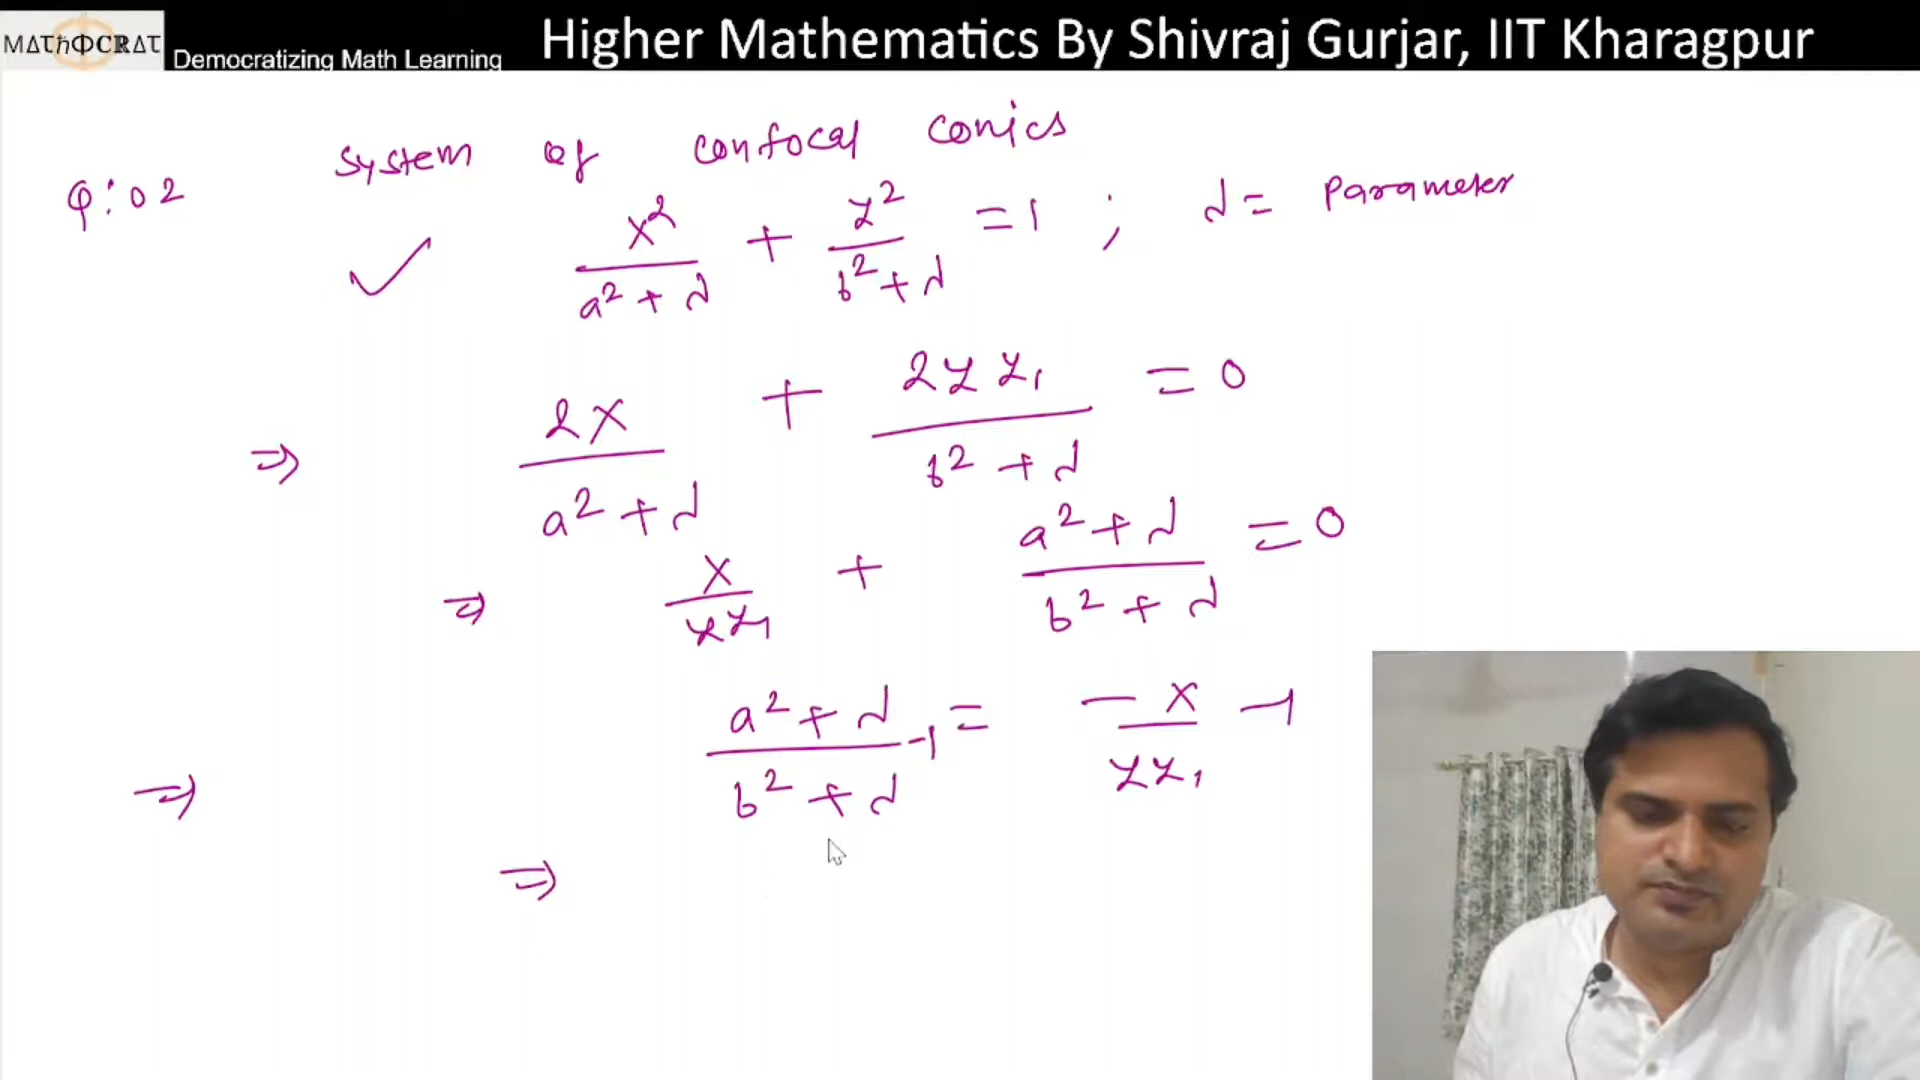 MΔTℏΦCRΔT Democratizing Math Learning Higher Mathematics By Shivraj Gurjar, IIT Kharagpur
Q:02 System of confocal conics
✓ x²/(a²+λ) + y²/(b²+λ) = 1 ; λ = Parameter
⇒ 2x/(a²+λ) + 2yy₁/(b²+λ) = 0
⇒ x/(yy₁) + (a²+λ)/(b²+λ) = 0
⇒ (a²+λ)/(b²+λ) -1 = -x/(yy₁) -1
⇒